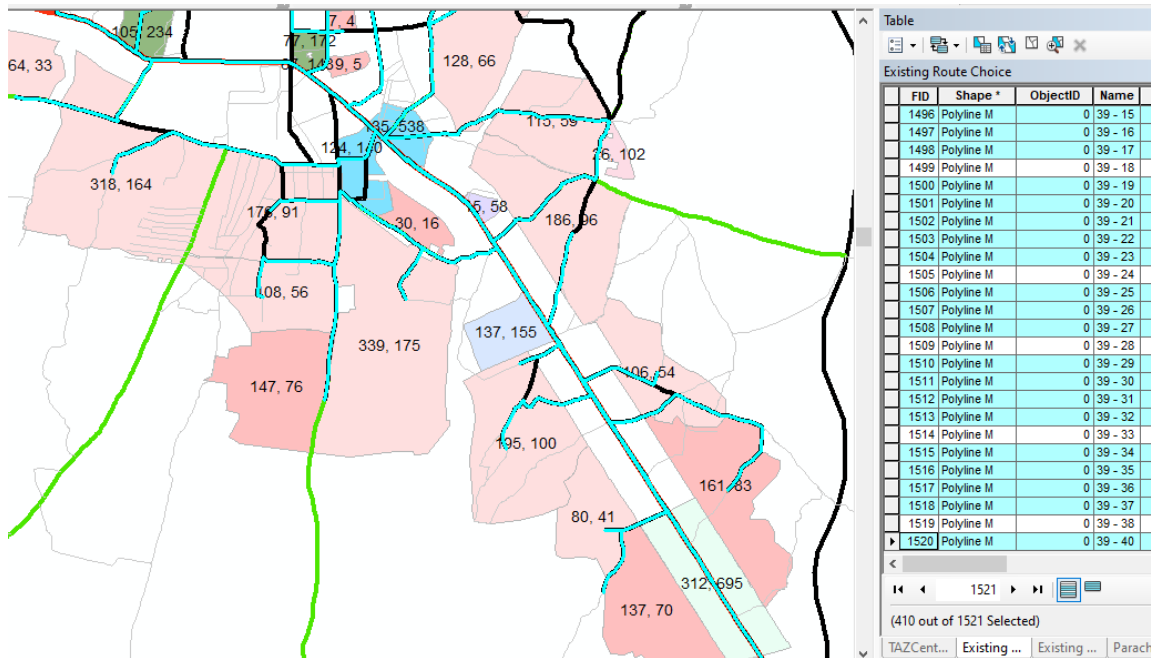 105, 234
7, 4
77, 172
128, 66
64, 33
115, 59
318, 164
175, 91
30, 16
186, 96
108, 56
137, 155
339, 175
147, 76
106, 54
195, 100
161, 83
80, 41
312, 695
137, 70
Table
Existing Route Choice
FID Shape * ObjectID Name
1496 Polyline M 0 39 - 15
1497 Polyline M 0 39 - 16
1498 Polyline M 0 39 - 17
1499 Polyline M 0 39 - 18
1500 Polyline M 0 39 - 19
1501 Polyline M 0 39 - 20
1502 Polyline M 0 39 - 21
1503 Polyline M 0 39 - 22
1504 Polyline M 0 39 - 23
1505 Polyline M 0 39 - 24
1506 Polyline M 0 39 - 25
1507 Polyline M 0 39 - 26
1508 Polyline M 0 39 - 27
1509 Polyline M 0 39 - 28
1510 Polyline M 0 39 - 29
1511 Polyline M 0 39 - 30
1512 Polyline M 0 39 - 31
1513 Polyline M 0 39 - 32
1514 Polyline M 0 39 - 33
1515 Polyline M 0 39 - 34
1516 Polyline M 0 39 - 35
1517 Polyline M 0 39 - 36
1518 Polyline M 0 39 - 37
1519 Polyline M 0 39 - 38
1520 Polyline M 0 39 - 40
1521
(410 out of 1521 Selected)
TAZCent... Existing ... Existing ... Parach